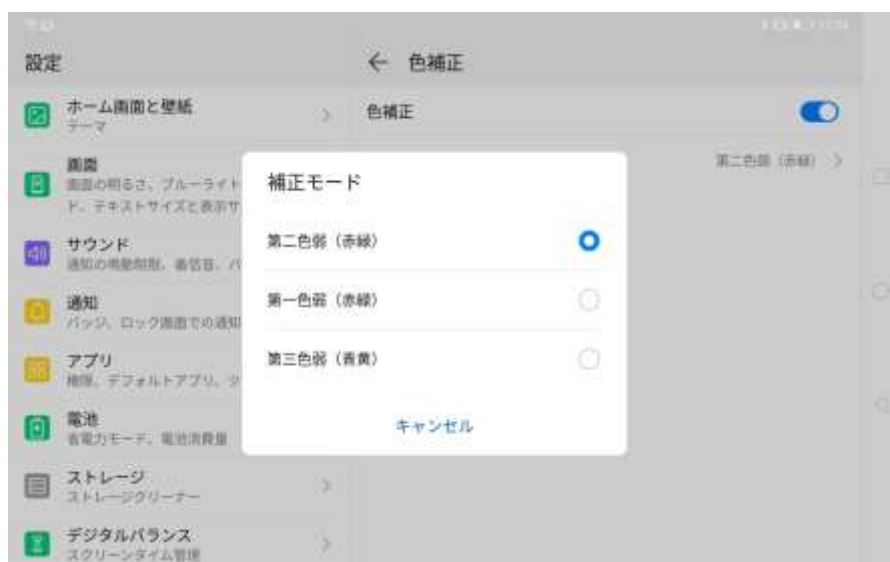 設定
ホーム画面と壁紙
テーマ
画面
画面の明るさ、ブルーライト
ド、テキストサイズと表示サ
サウンド
通知の鳴動制限、着信音、バ
通知
バッジ、ロック画面での通知
アプリ
権限、デフォルトアプリ、ツ
電池
省電力モード、電池消費量
ストレージ
ストレージクリーナー
デジタルバランス
スクリーンタイム管理
← 色補正
色補正
第二色弱（赤緑）
補正モード
第二色弱（赤緑）
第一色弱（赤緑）
第三色弱（青黄）
キャンセル